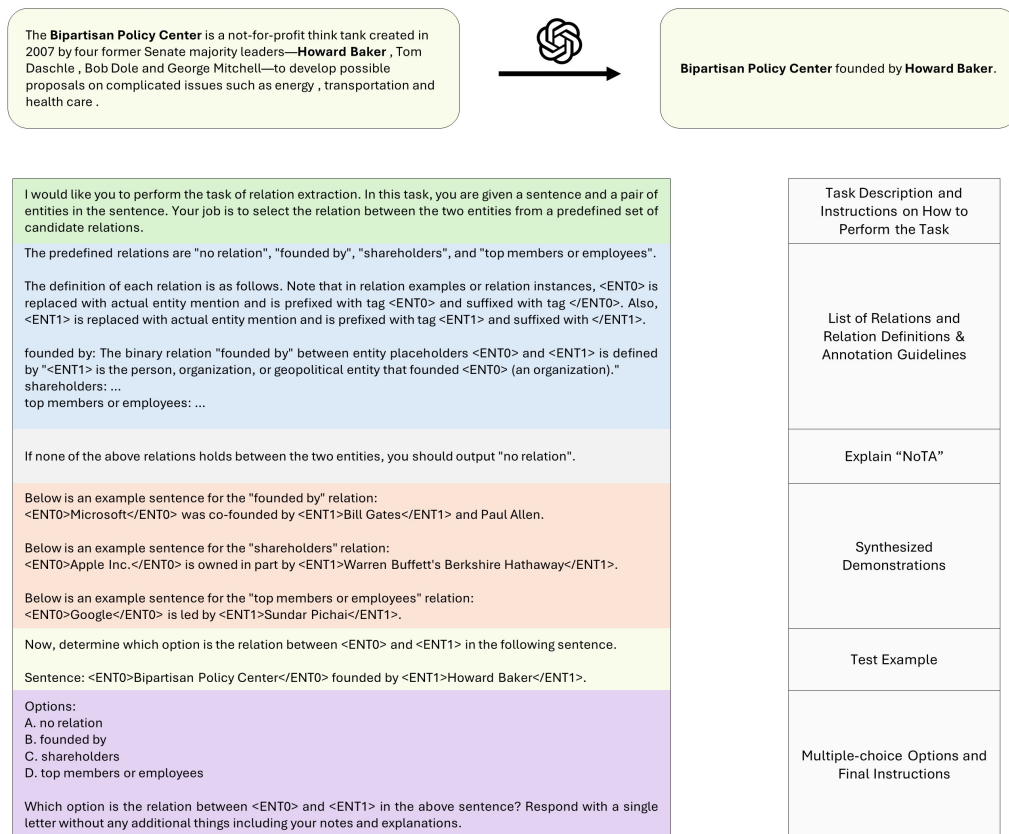 The Bipartisan Policy Center is a not-for-profit think tank created in
2007 by four former Senate majority leaders—Howard Baker , Tom
Daschle , Bob Dole and George Mitchell—to develop possible
proposals on complicated issues such as energy , transportation and
health care .
Bipartisan Policy Center founded by Howard Baker.
I would like you to perform the task of relation extraction. In this task, you are given a sentence and a pair of
entities in the sentence. Your job is to select the relation between the two entities from a predefined set of
candidate relations.
Task Description and
Instructions on How to
Perform the Task
The predefined relations are "no relation", "founded by", "shareholders", and "top members or employees".
The definition of each relation is as follows. Note that in relation examples or relation instances, <ENT0> is
replaced with actual entity mention and is prefixed with tag <ENT0> and suffixed with tag </ENT0>. Also,
<ENT1> is replaced with actual entity mention and is prefixed with tag <ENT1> and suffixed with </ENT1>.
founded by: The binary relation "founded by" between entity placeholders <ENT0> and <ENT1> is defined
by "<ENT1> is the person, organization, or geopolitical entity that founded <ENT0> (an organization)."
shareholders: ...
top members or employees: ...
List of Relations and
Relation Definitions &
Annotation Guidelines
If none of the above relations holds between the two entities, you should output "no relation".
Explain “NoTA”
Below is an example sentence for the "founded by" relation:
<ENT0>Microsoft</ENT0> was co-founded by <ENT1>Bill Gates</ENT1> and Paul Allen.
Below is an example sentence for the "shareholders" relation:
<ENT0>Apple Inc.</ENT0> is owned in part by <ENT1>Warren Buffett's Berkshire Hathaway</ENT1>.
Below is an example sentence for the "top members or employees" relation:
<ENT0>Google</ENT0> is led by <ENT1>Sundar Pichai</ENT1>.
Synthesized
Demonstrations
Now, determine which option is the relation between <ENT0> and <ENT1> in the following sentence.
Sentence: <ENT0>Bipartisan Policy Center</ENT0> founded by <ENT1>Howard Baker</ENT1>.
Test Example
Options:
A. no relation
B. founded by
C. shareholders
D. top members or employees
Which option is the relation between <ENT0> and <ENT1> in the above sentence? Respond with a single
letter without any additional things including your notes and explanations.
Multiple-choice Options and
Final Instructions